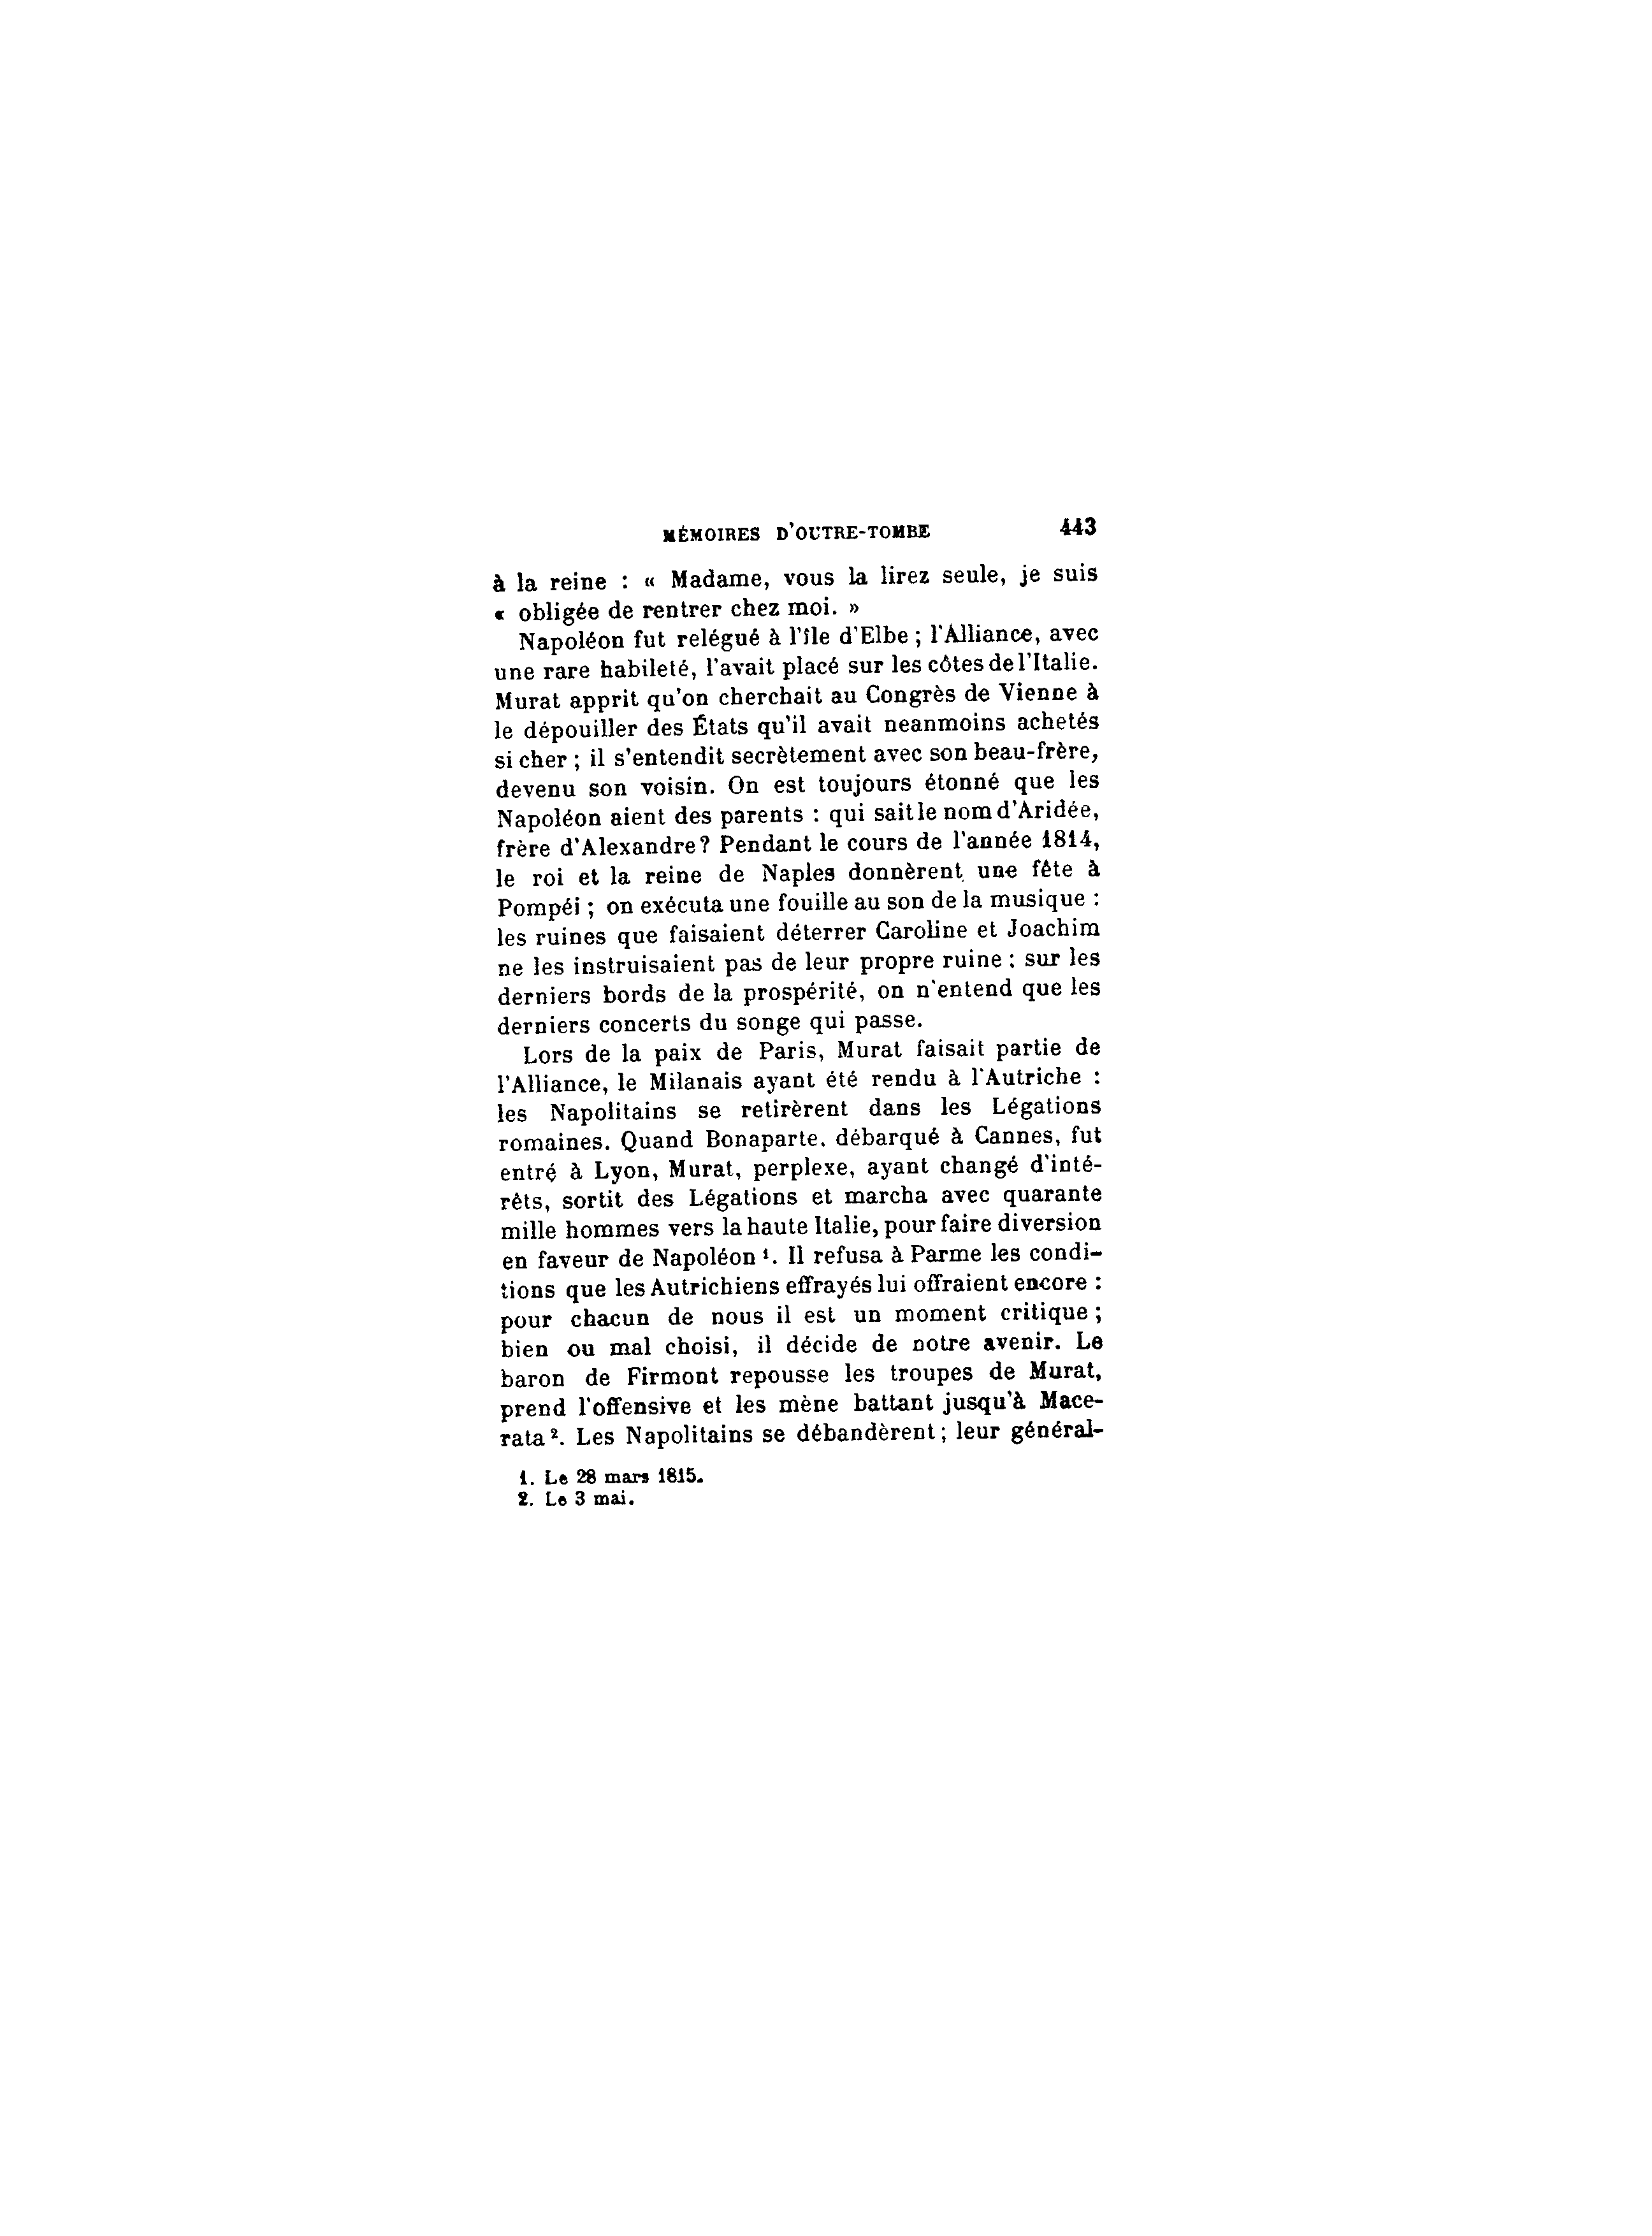 MÉMOIRES D'OUTRE-TOMBE 443
à la reine : « Madame, vous la lirez seule, je suis
« obligée de rentrer chez moi. »
Napoléon fut relégué à l'île d'Elbe ; l'Alliance, avec
une rare habileté, l'avait placé sur les côtes de l'Italie.
Murat apprit qu'on cherchait au Congrès de Vienne à
le dépouiller des États qu'il avait neanmoins achetés
si cher ; il s'entendit secrètement avec son beau-frère,
devenu son voisin. On est toujours étonné que les
Napoléon aient des parents : qui sait le nom d'Aridée,
frère d'Alexandre? Pendant le cours de l'année 1814,
le roi et la reine de Naples donnèrent une fête à
Pompéi ; on exécuta une fouille au son de la musique :
les ruines que faisaient déterrer Caroline et Joachim
ne les instruisaient pas de leur propre ruine : sur les
derniers bords de la prospérité, on n'entend que les
derniers concerts du songe qui passe.
Lors de la paix de Paris, Murat faisait partie de
l'Alliance, le Milanais ayant été rendu à l'Autriche :
les Napolitains se retirèrent dans les Légations
romaines. Quand Bonaparte. débarqué à Cannes, fut
entré à Lyon, Murat, perplexe, ayant changé d'inté-
rêts, sortit des Légations et marcha avec quarante
mille hommes vers la haute Italie, pour faire diversion
en faveur de Napoléon ¹. Il refusa à Parme les condi-
tions que les Autrichiens effrayés lui offraient encore :
pour chacun de nous il est un moment critique ;
bien ou mal choisi, il décide de notre avenir. Le
baron de Firmont repousse les troupes de Murat,
prend l'offensive et les mène battant jusqu'à Mace-
rata ². Les Napolitains se débandèrent ; leur général-
1. Le 28 mars 1815.
2. Le 3 mai.